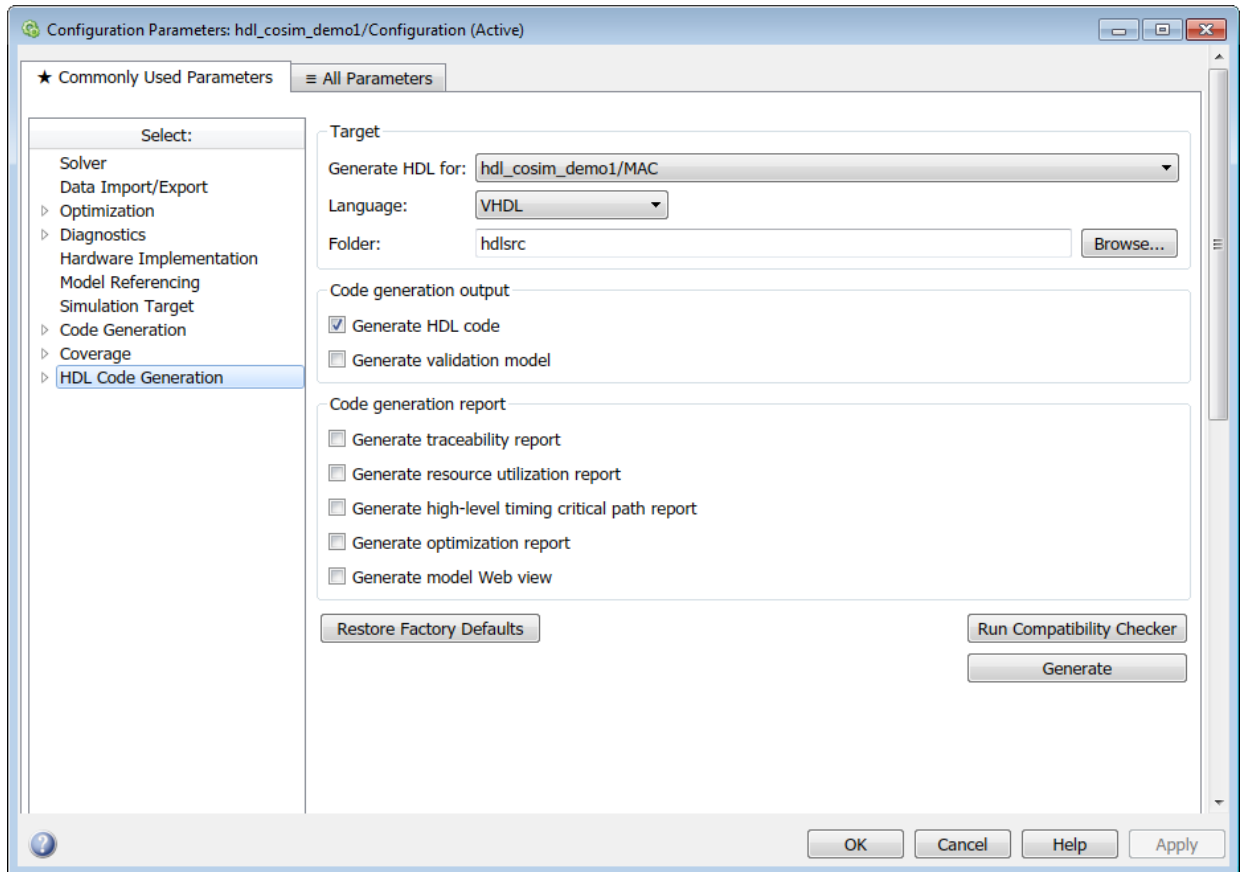 Configuration Parameters: hdl_cosim_demo1/Configuration (Active)
★ Commonly Used Parameters
≡ All Parameters
Select:
Solver
Data Import/Export
Optimization
Diagnostics
Hardware Implementation
Model Referencing
Simulation Target
Code Generation
Coverage
HDL Code Generation
Target
Generate HDL for: hdl_cosim_demo1/MAC
Language: VHDL
Folder: hdlsrc Browse...
Code generation output
Generate HDL code
Generate validation model
Code generation report
Generate traceability report
Generate resource utilization report
Generate high-level timing critical path report
Generate optimization report
Generate model Web view
Restore Factory Defaults
Run Compatibility Checker
Generate
OK Cancel Help Apply